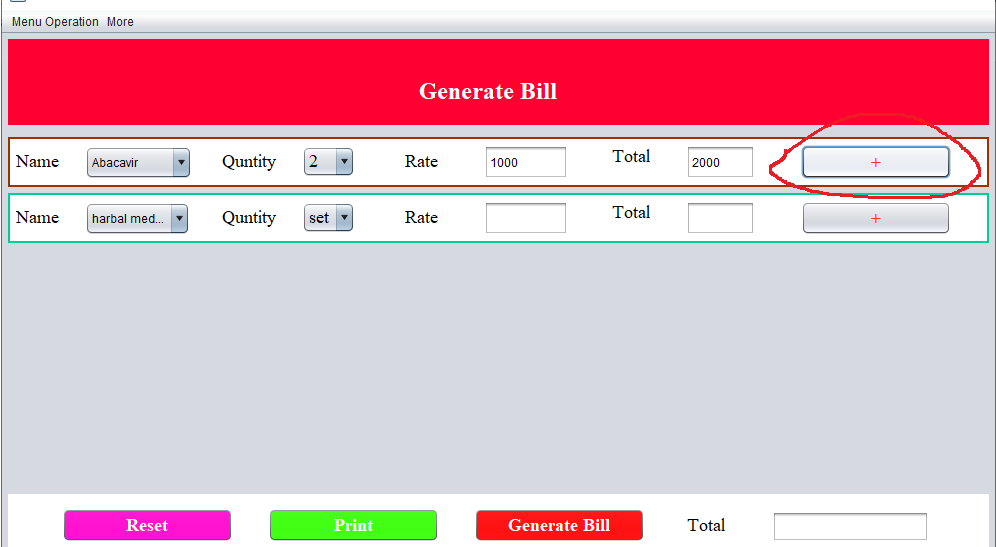 Menu Operation More
Generate Bill
Name Abacavir Quntity 2 Rate 1000 Total 2000 +
Name harbal med... Quntity set Rate Total +
Reset Print Generate Bill Total